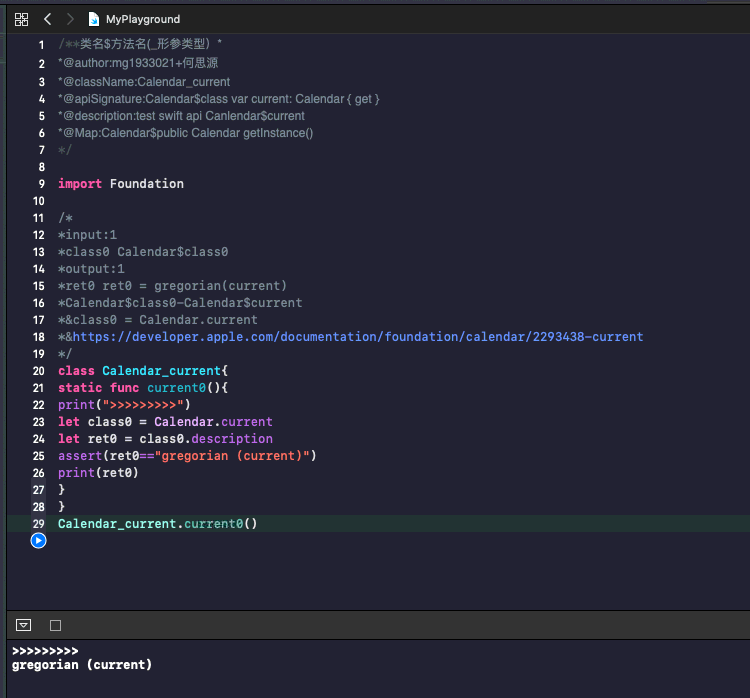 MyPlayground
1 /**类名$方法名(_形参类型) *
2 *@author:mg1933021+何思源
3 *@className:Calendar_current
4 *@apiSignature:Calendar$class var current: Calendar { get }
5 *@description:test swift api Canlendar$current
6 *@Map:Calendar$public Calendar getInstance()
7 */
8
9 import Foundation
10
11 /*
12 *input:1
13 *class0 Calendar$class0
14 *output:1
15 *ret0 ret0 = gregorian(current)
16 *Calendar$class0-Calendar$current
17 *&class0 = Calendar.current
18 *&https://developer.apple.com/documentation/foundation/calendar/2293438-current
19 */
20 class Calendar_current{
21 static func current0(){
22 print(">>>>>>>>>")
23 let class0 = Calendar.current
24 let ret0 = class0.description
25 assert(ret0=="gregorian (current)")
26 print(ret0)
27 }
28 }
29 Calendar_current.current0()
>>>>>>>>>
gregorian (current)